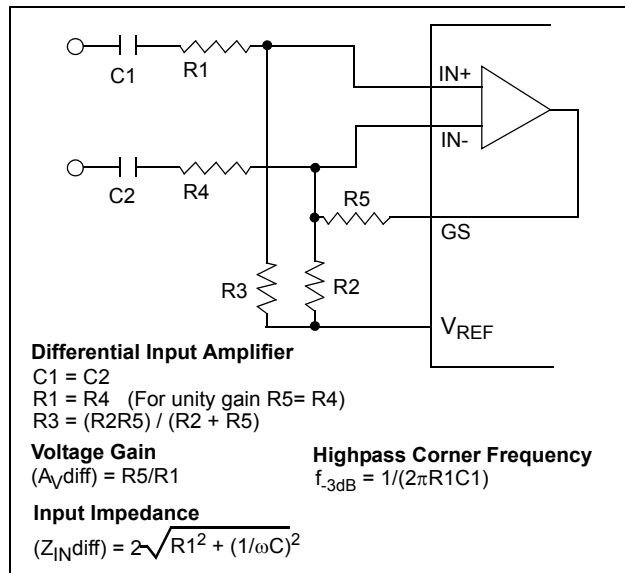 C1
R1
IN+
IN-
C2
R4
R5
GS
R3
R2
VREF
Differential Input Amplifier
C1 = C2
R1 = R4 (For unity gain R5= R4)
R3 = (R2R5) / (R2 + R5)
Voltage Gain
(AVdiff) = R5/R1
Highpass Corner Frequency
f-3dB = 1/(2πR1C1)
Input Impedance
(ZINdiff) = 2√R1² + (1/ωC)²